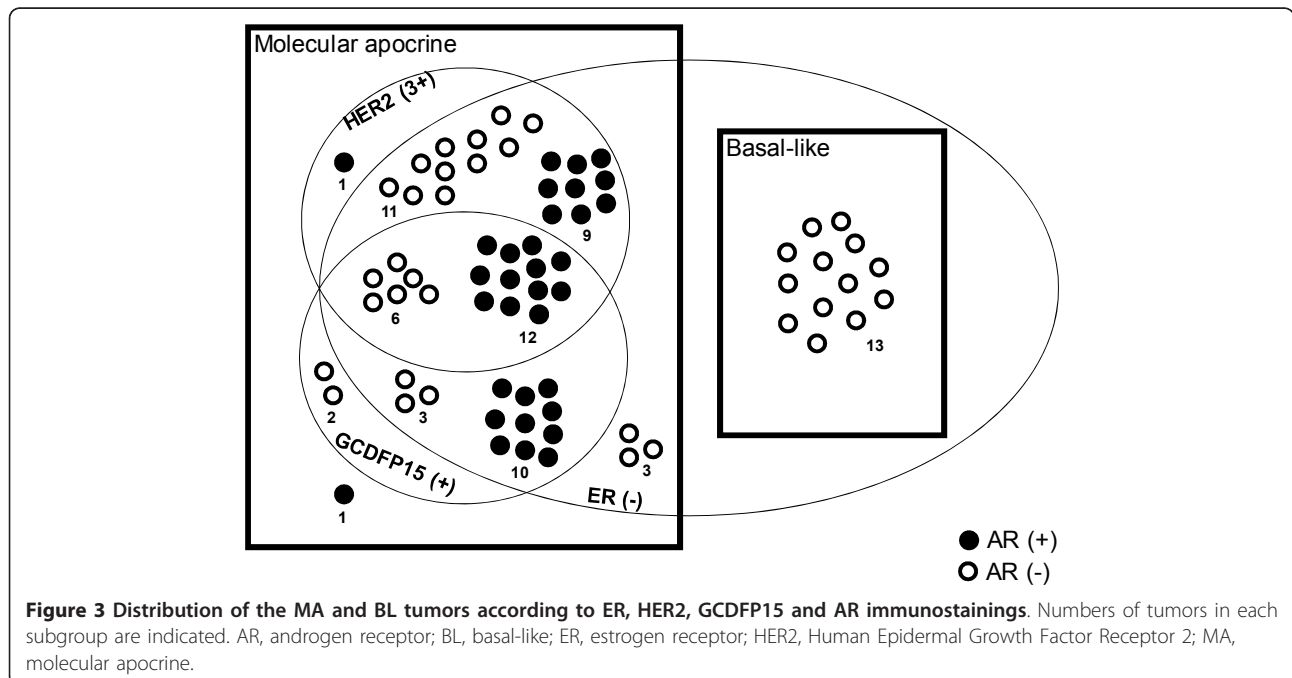 Molecular apocrine
HER2 (3+)
Basal-like
1
11
9
6
12
13
2
3
GCDFP15 (+)
10
3
ER (-)
1
AR (+)
AR (-)
Figure 3 Distribution of the MA and BL tumors according to ER, HER2, GCDFP15 and AR immunostainings. Numbers of tumors in each
subgroup are indicated. AR, androgen receptor; BL, basal-like; ER, estrogen receptor; HER2, Human Epidermal Growth Factor Receptor 2; MA,
molecular apocrine.